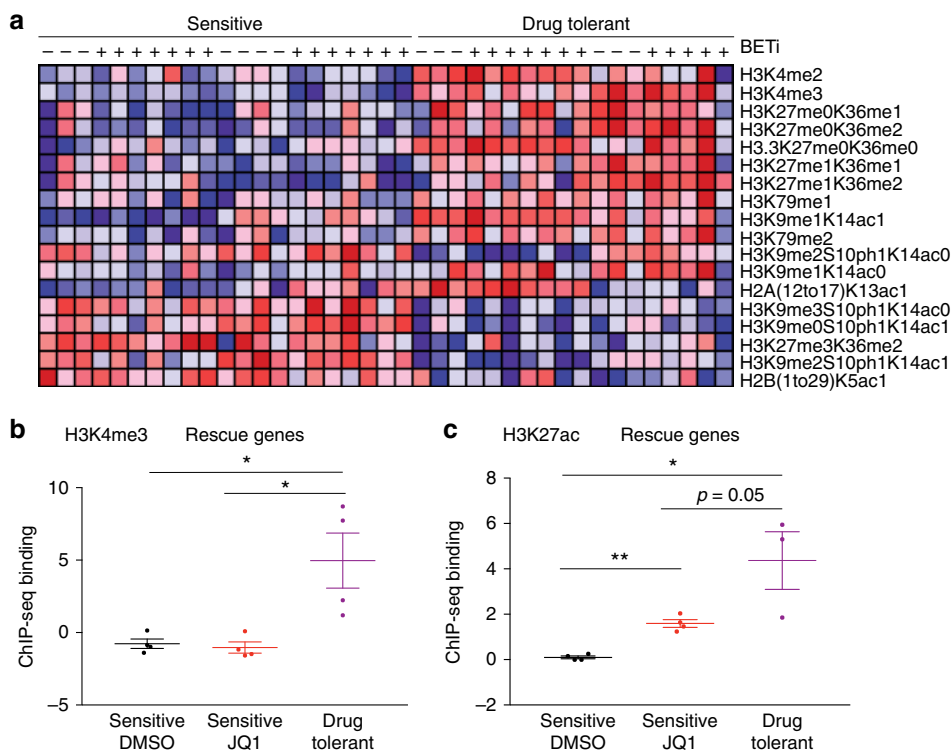 a
Sensitive
Drug tolerant
− − − + + + + + + + − − − − + + + + + + + − − − + + + + + + + − − − + + + + +
BETi
H3K4me2
H3K4me3
H3K27me0K36me1
H3K27me0K36me2
H3.3K27me0K36me0
H3K27me1K36me1
H3K27me1K36me2
H3K79me1
H3K9me1K14ac1
H3K79me2
H3K9me2S10ph1K14ac0
H3K9me1K14ac0
H2A(12to17)K13ac1
H3K9me3S10ph1K14ac0
H3K9me0S10ph1K14ac1
H3K27me3K36me2
H3K9me2S10ph1K14ac1
H2B(1to29)K5ac1
b
H3K4me3 Rescue genes
*
*
ChIP-seq binding
10
5
0
−5
Sensitive DMSO
Sensitive JQ1
Drug tolerant
c
H3K27ac Rescue genes
*
p = 0.05
**
ChIP-seq binding
8
6
4
2
0
−2
Sensitive DMSO
Sensitive JQ1
Drug tolerant